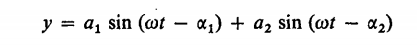 y = a₁ sin (ωt − α₁) + a₂ sin (ωt − α₂)